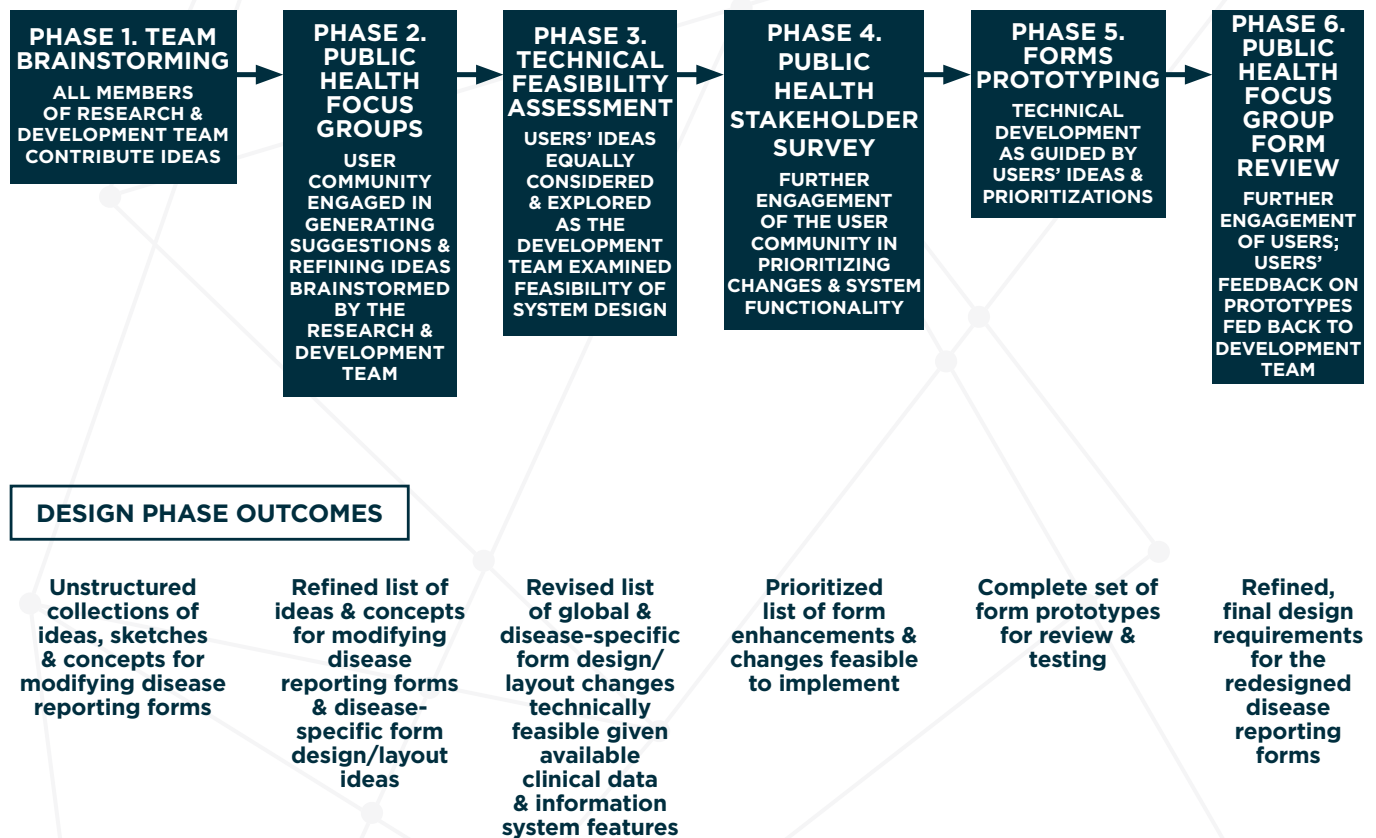 PHASE 1. TEAM
BRAINSTORMING
ALL MEMBERS
OF RESEARCH &
DEVELOPMENT TEAM
CONTRIBUTE IDEAS
PHASE 2.
PUBLIC
HEALTH
FOCUS
GROUPS
USER
COMMUNITY
ENGAGED IN
GENERATING
SUGGESTIONS &
REFINING IDEAS
BRAINSTORMED
BY THE
RESEARCH &
DEVELOPMENT
TEAM
PHASE 3.
TECHNICAL
FEASIBILITY
ASSESSMENT
USERS’ IDEAS
EQUALLY
CONSIDERED
& EXPLORED
AS THE
DEVELOPMENT
TEAM EXAMINED
FEASIBILITY OF
SYSTEM DESIGN
PHASE 4.
PUBLIC
HEALTH
STAKEHOLDER
SURVEY
FURTHER
ENGAGEMENT
OF THE USER
COMMUNITY IN
PRIORITIZING
CHANGES & SYSTEM
FUNCTIONALITY
PHASE 5.
FORMS
PROTOTYPING
TECHNICAL
DEVELOPMENT
AS GUIDED BY
USERS’ IDEAS &
PRIORITIZATIONS
PHASE 6.
PUBLIC
HEALTH
FOCUS
GROUP
FORM
REVIEW
FURTHER
ENGAGEMENT
OF USERS;
USERS’
FEEDBACK ON
PROTOTYPES
FED BACK TO
DEVELOPMENT
TEAM
DESIGN PHASE OUTCOMES
Unstructured
collections of
ideas, sketches
& concepts for
modifying disease
reporting forms
Refined list of
ideas & concepts
for modifying
disease
reporting forms
& disease-
specific form
design/layout
ideas
Revised list
of global &
disease-specific
form design/
layout changes
technically
feasible given
available
clinical data
& information
system features
Prioritized
list of form
enhancements &
changes feasible
to implement
Complete set of
form prototypes
for review &
testing
Refined,
final design
requirements
for the
redesigned
disease
reporting
forms